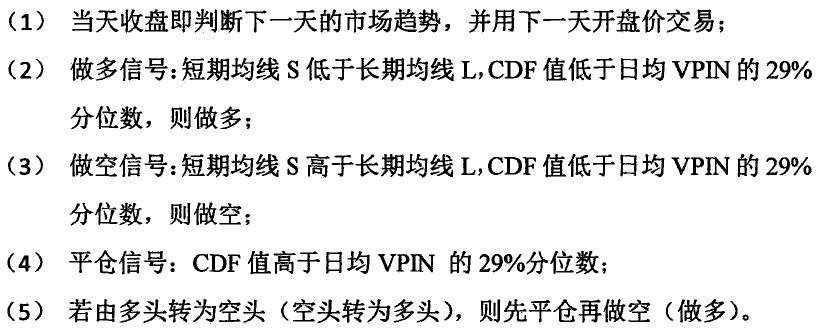 （1） 当天收盘即判断下一天的市场趋势，并用下一天开盘价交易；
（2） 做多信号：短期均线 S 低于长期均线 L，CDF 值低于日均 VPIN 的 29%
分位数，则做多；
（3） 做空信号：短期均线 S 高于长期均线 L，CDF 值低于日均 VPIN 的 29%
分位数，则做空；
（4） 平仓信号：CDF 值高于日均 VPIN 的 29%分位数；
（5） 若由多头转为空头（空头转为多头），则先平仓再做空（做多）。